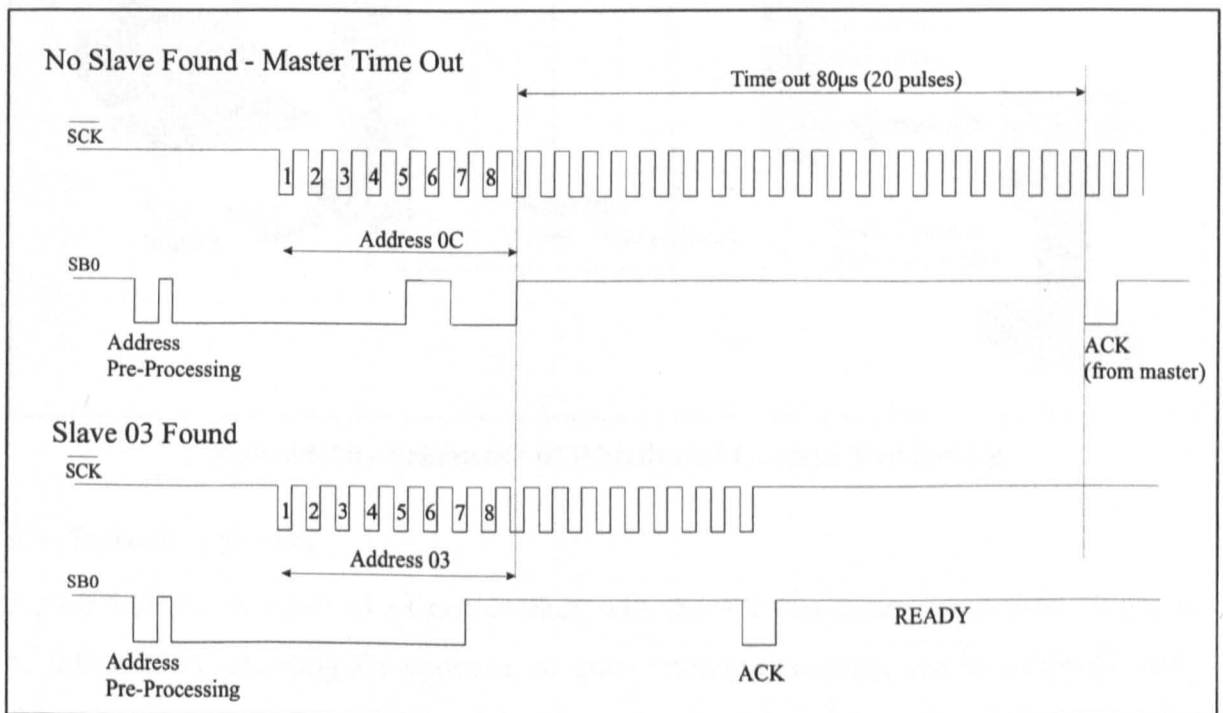 No Slave Found - Master Time Out
Time out 80µs (20 pulses)
SCK
1 2 3 4 5 6 7 8
Address 0C
SB0
Address
Pre-Processing
ACK
(from master)
Slave 03 Found
SCK
1 2 3 4 5 6 7 8
Address 03
SB0
READY
Address
Pre-Processing
ACK